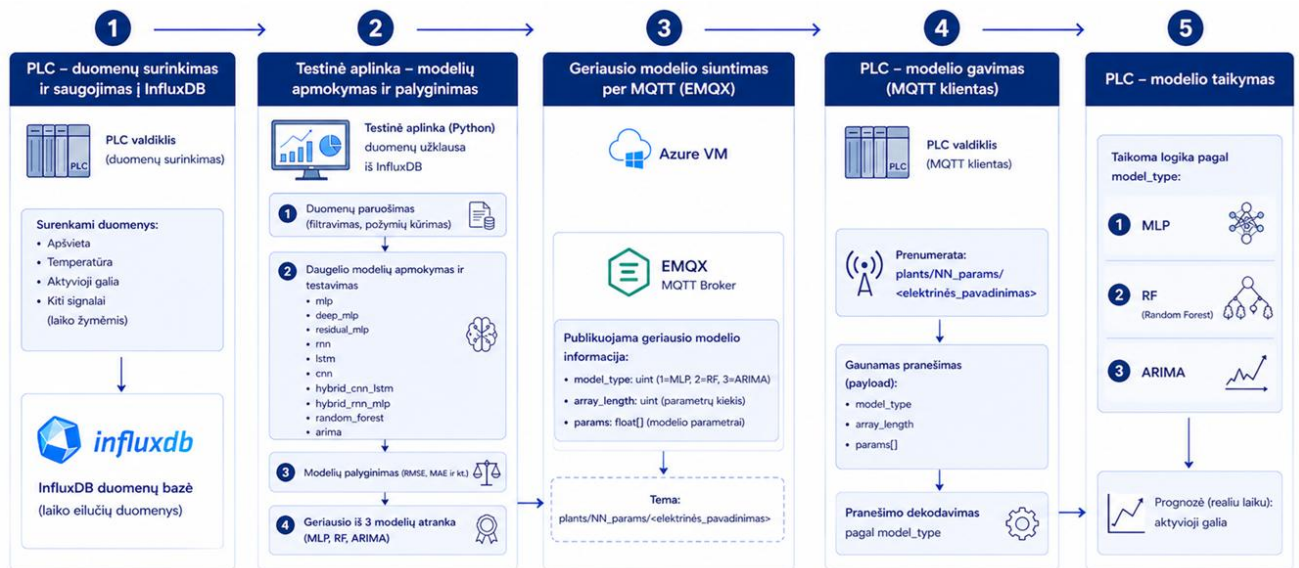 1
PLC – duomenų surinkimas
ir saugojimas į InfluxDB
PLC
PLC valdiklis
(duomenų surinkimas)
Surenkami duomenys:
• Apšvieta
• Temperatūra
• Aktyvioji galia
• Kiti signalai
(laiko žymėmis)
influxdb
InfluxDB duomenų bazė
(laiko eilučių duomenys)
2
Testinė aplinka – modelių
apmokymas ir palyginimas
Testinė aplinka (Python)
duomenų užklausa
iš InfluxDB
1 Duomenų paruošimas
(filtravimas, požymių kūrimas)
2 Daugelio modelių apmokymas ir
testavimas
• mlp
• deep_mlp
• residual_mlp
• rnn
• lstm
• cnn
• hybrid_cnn_lstm
• hybrid_rnn_mlp
• random_forest
• arima
3 Modelių palyginimas (RMSE, MAE ir kt.)
4 Geriausio iš 3 modelių atranka
(MLP, RF, ARIMA)
3
Geriausio modelio siuntimas
per MQTT (EMQX)
Azure VM
EMQX
MQTT Broker
Publikuojama geriausio modelio
informacija:
• model_type: uint (1=MLP, 2=RF, 3=ARIMA)
• array_length: uint (parametrų kiekis)
• params: float[] (modelio parametrai)
Tema:
plants/NN_params/<elektrinės_pavadinimas>
4
PLC – modelio gavimas
(MQTT klientas)
PLC
PLC valdiklis
(MQTT klientas)
Prenumerata:
plants/NN_params/
<elektrinės_pavadinimas>
Gaunamas pranešimas
(payload):
• model_type
• array_length
• params[]
Pranešimo dekodavimas
pagal model_type
5
PLC – modelio taikymas
Taikoma logika pagal
model_type:
1 MLP
2 RF
(Random Forest)
3 ARIMA
Prognozė (realiu laiku):
aktyvioji galia